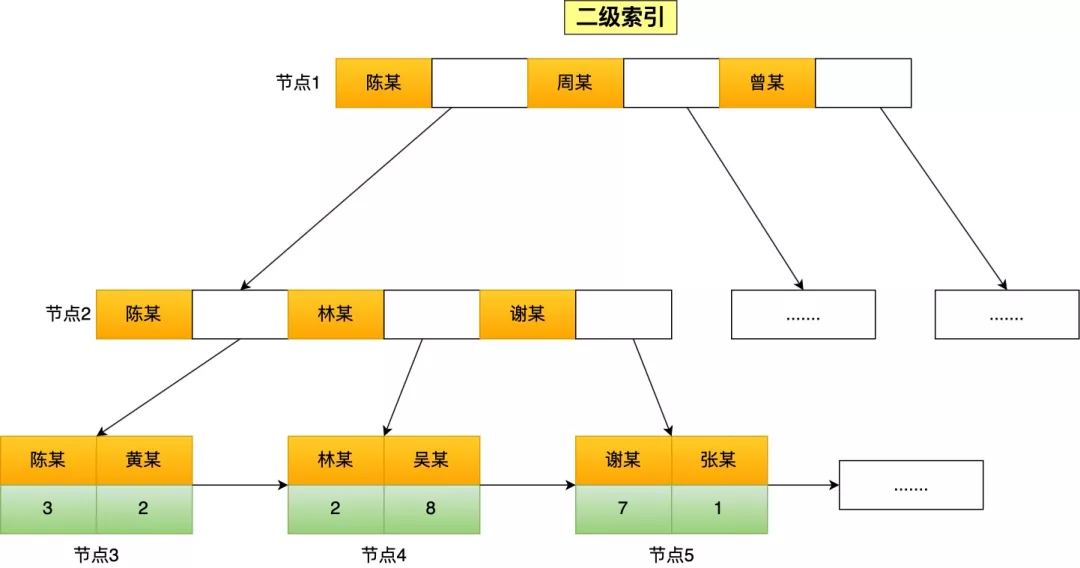 二级索引
节点1 陈某 周某 曾某
节点2 陈某 林某 谢某 ....... .......
陈某 黄某 林某 吴某 谢某 张某
3 2 2 8 7 1 .......
节点3 节点4 节点5